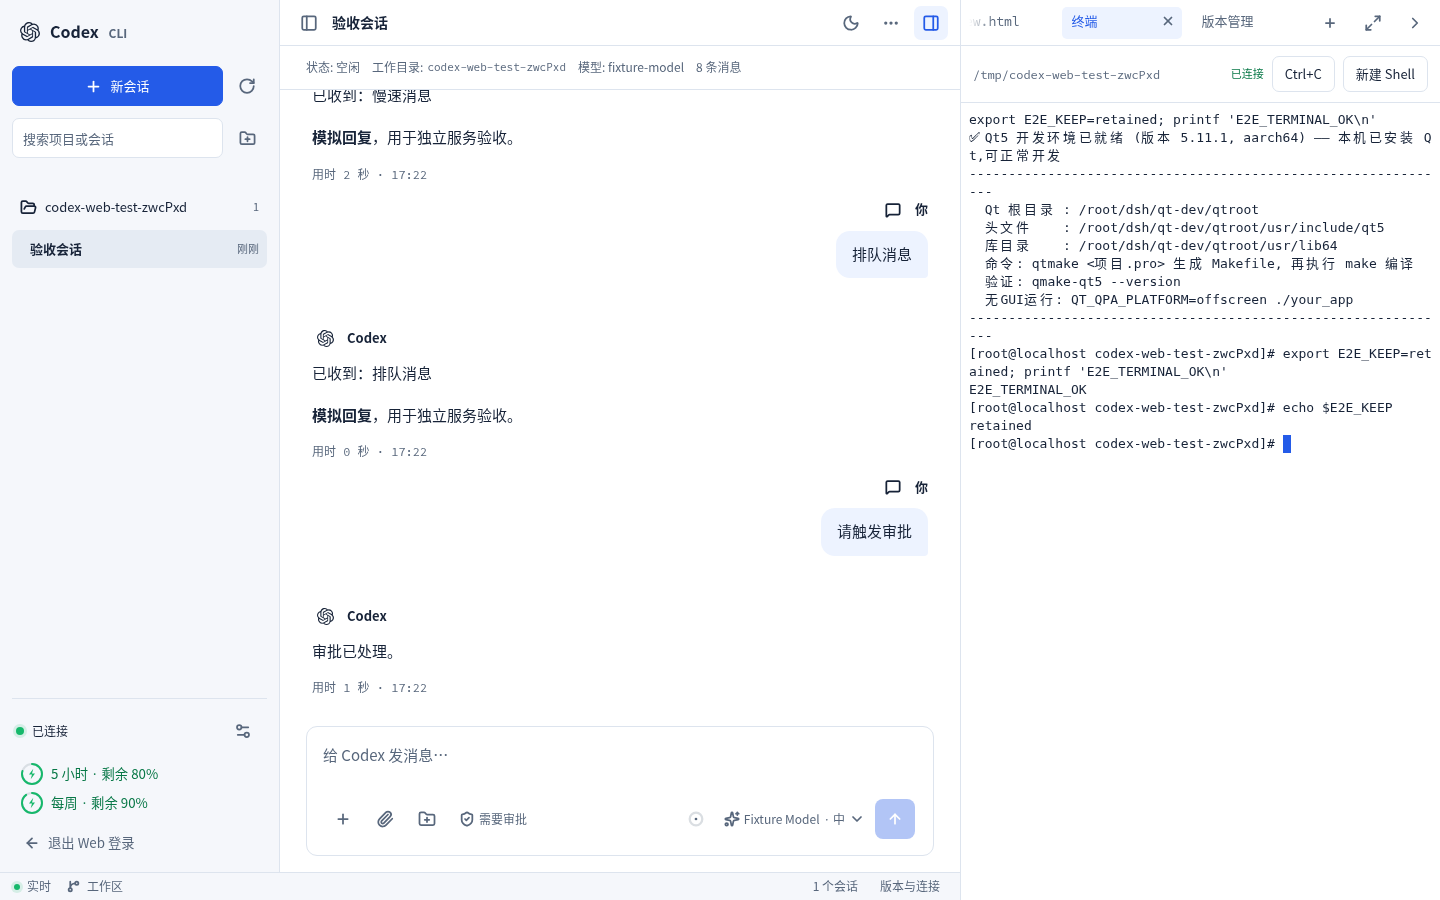 Codex CLI
新会话
搜索项目或会话
codex-web-test-zwcPxd 1
验收会话 刚刚
已连接
5 小时 · 剩余 80%
每周 · 剩余 90%
退出 Web 登录
实时 工作区
验收会话
状态: 空闲 工作目录: codex-web-test-zwcPxd 模型: fixture-model 8 条消息
已收到：慢速消息
模拟回复，用于独立服务验收。
用时 2 秒 · 17:22
你
排队消息
Codex
已收到：排队消息
模拟回复，用于独立服务验收。
用时 0 秒 · 17:22
你
请触发审批
Codex
审批已处理。
用时 1 秒 · 17:22
给 Codex 发消息…
需要审批
Fixture Model · 中
1 个会话 版本与连接
w.html 终端 版本管理
/tmp/codex-web-test-zwcPxd 已连接 Ctrl+C 新建 Shell
export E2E_KEEP=retained; printf 'E2E_TERMINAL_OK\n'
✅ Qt5 开发环境已就绪 (版本 5.11.1, aarch64) —— 本机已安装 Q
t,可正常开发
-----------------------------------------------------------
---
Qt 根目录 : /root/dsh/qt-dev/qtroot
头文件 : /root/dsh/qt-dev/qtroot/usr/include/qt5
库目录 : /root/dsh/qt-dev/qtroot/usr/lib64
命令: qtmake <项目.pro> 生成 Makefile, 再执行 make 编译
验证: qmake-qt5 --version
无GUI运行: QT_QPA_PLATFORM=offscreen ./your_app
-----------------------------------------------------------
---
[root@localhost codex-web-test-zwcPxd]# export E2E_KEEP=ret
ained; printf 'E2E_TERMINAL_OK\n'
E2E_TERMINAL_OK
[root@localhost codex-web-test-zwcPxd]# echo $E2E_KEEP
retained
[root@localhost codex-web-test-zwcPxd]#